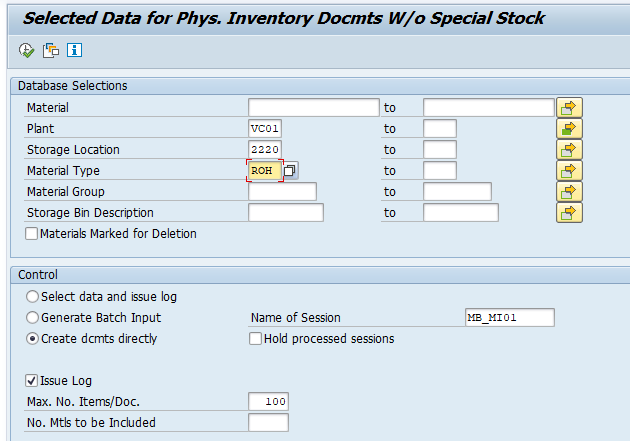 Selected Data for Phys. Inventory Docmts W/o Special Stock
Database Selections
Material to
Plant VC01 to
Storage Location 2220 to
Material Type ROH to
Material Group to
Storage Bin Description to
Materials Marked for Deletion
Control
Select data and issue log
Generate Batch Input Name of Session MB_MI01
Create dcmts directly Hold processed sessions
Issue Log
Max. No. Items/Doc. 100
No. Mtls to be Included